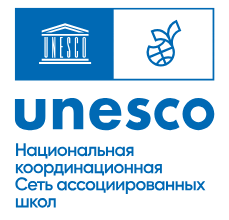 UNESCO
unesco
Национальная
координационная
Сеть ассоциированных
школ